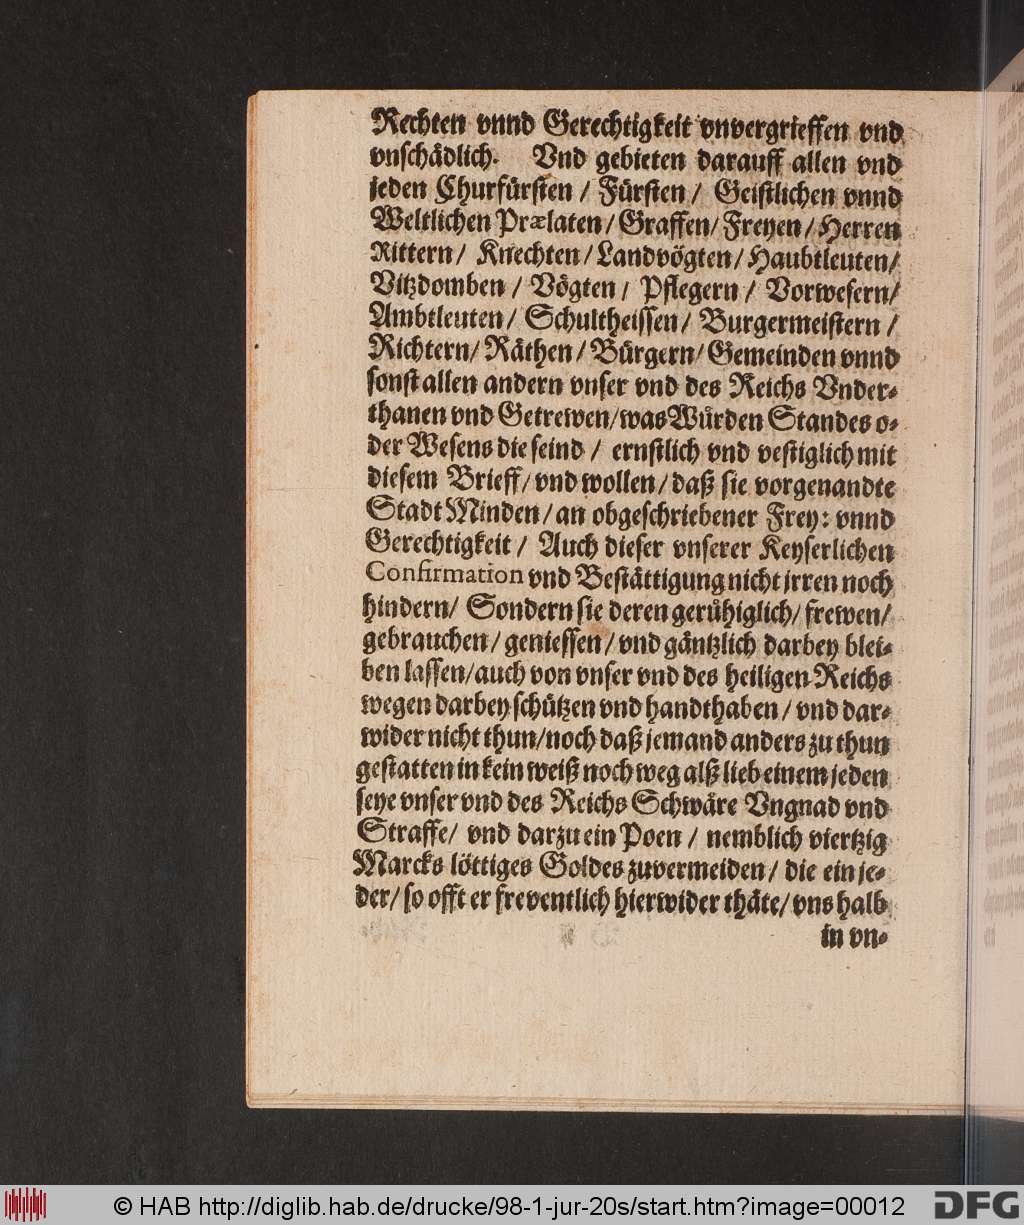 Rechten vnnd Gerechtigkeit vnvergrieffen vnd
vnschädlich. Vnd gebieten darauff allen vnd
jeden Churfürsten / Fürsten / Geistlichen vnnd
Weltlichen Prælaten / Graffen / Freyen / Herren
Rittern / Knechten / Landvögten / Haubtleuten /
Vitzdomben / Vögten / Pflegern / Vorwesern /
Ambtleuten / Schultheissen / Burgermeistern /
Richtern / Räthen / Bürgern / Gemeinden vnnd
sonst allen andern vnser vnd des Reichs Vnder-
thanen vnd Getrewen / was Würden Standes o-
der Wesens die seind / ernstlich vnd vestiglich mit
diesem Brieff / vnd wollen / daß sie vorgenandte
Stadt Minden / an obgeschriebener Frey: vnnd
Gerechtigkeit / Auch dieser vnserer Keyserlichen
Confirmation vnd Bestättigung nicht jrren noch
hindern / Sondern sie deren gerühiglich / frewen /
gebrauchen / geniessen / vnd gäntzlich darbey blei-
ben lassen / auch von vnser vnd des heiligen Reichs
wegen darbey schützen vnd handthaben / vnd dar-
wider nicht thun / noch daß jemand anders zu thun
gestatten in kein weiß noch weg alß lieb einem jeden
seye vnser vnd des Reichs Schwäre Vngnad vnd
Straffe / vnd darzu ein Poen / nemblich viertzig
Marcks löttiges Goldes zuvermeiden / die ein je-
der / so offt er freventlich hierwider thäte / vns halb
in vn-
© HAB http://diglib.hab.de/drucke/98-1-jur-20s/start.htm?image=00012
DFG